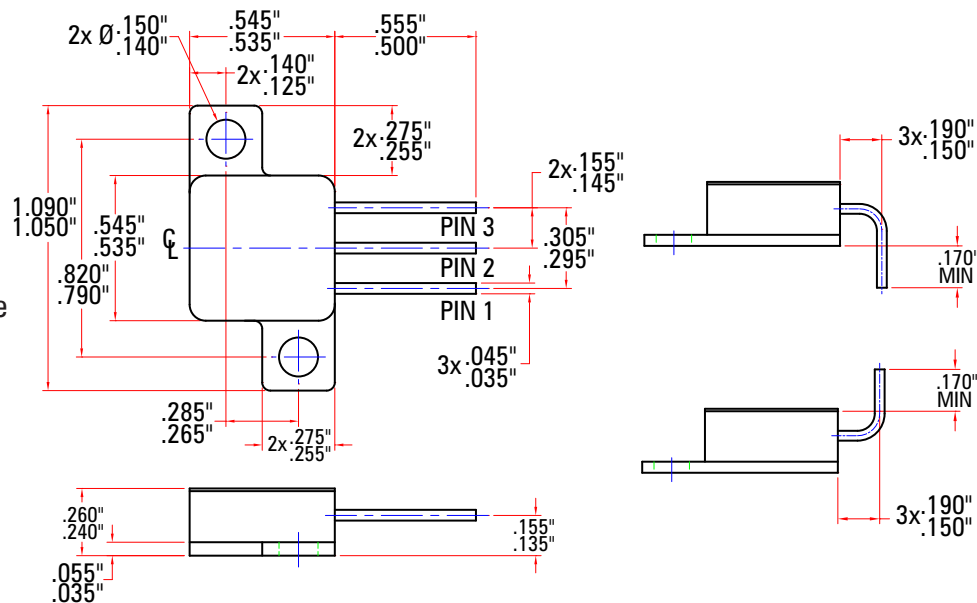 2x Ø .150"
.140"
.545"
.535"
.555"
.500"
2x .140"
.125"
2x .275"
.255"
2x .155"
.145"
3x .190"
.150"
1.090"
1.050"
.545"
.535"
.820"
.790"
CL
PIN 3
PIN 2
PIN 1
.305"
.295"
.170"
MIN
e
3x .045"
.035"
.285"
.265"
2x .275"
.255"
.170"
MIN
3x .190"
.150"
.260"
.240"
.055"
.035"
.155"
.135"